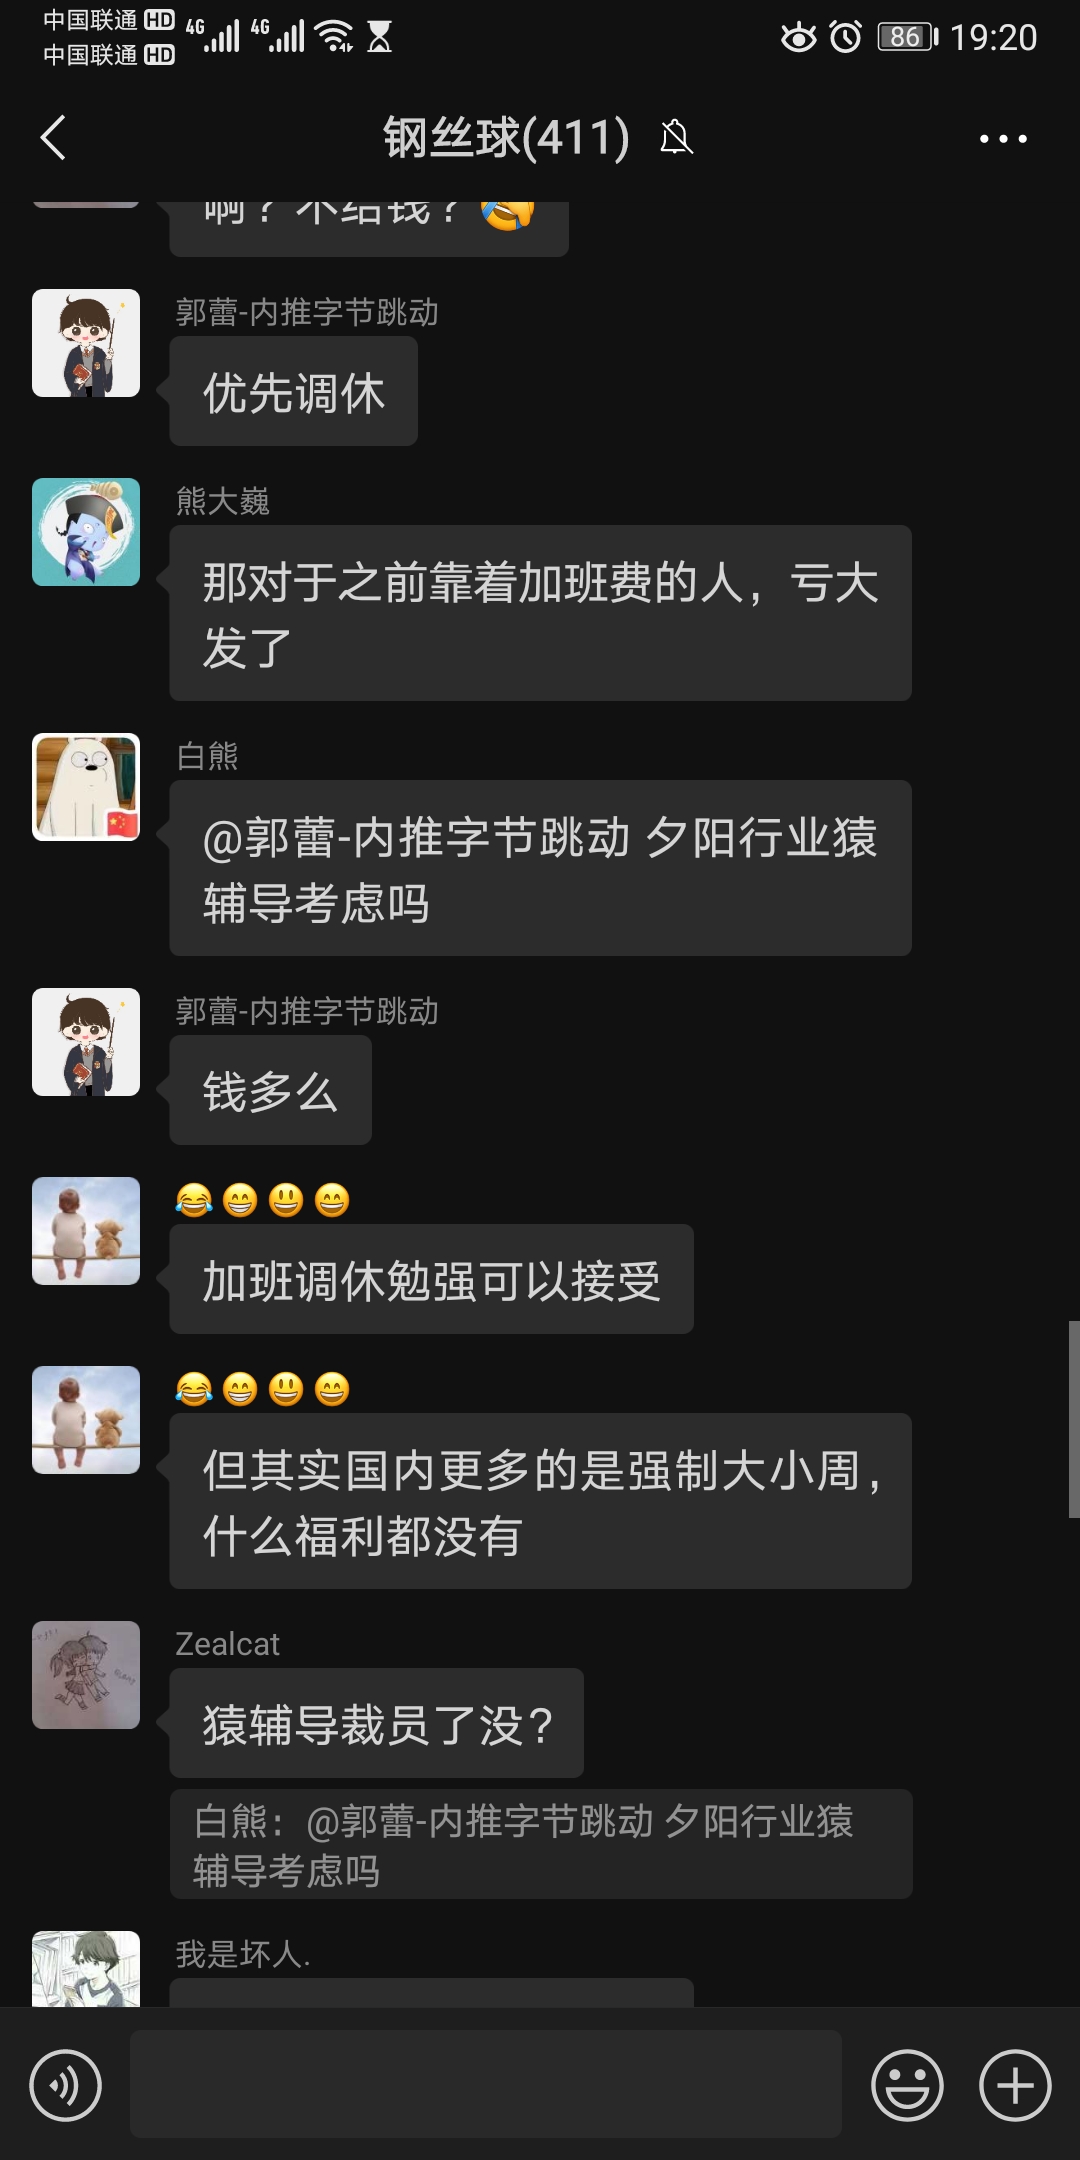 中国联通 HD 4G 4G 86 19:20
中国联通 HD
钢丝球(411)
啊？不给钱？🤣
郭蕾-内推字节跳动
优先调休
熊大巍
那对于之前靠着加班费的人，亏大
发了
白熊
@郭蕾-内推字节跳动 夕阳行业猿
辅导考虑吗
郭蕾-内推字节跳动
钱多么
😂😁😃😄
加班调休勉强可以接受
😂😁😃😄
但其实国内更多的是强制大小周，
什么福利都没有
Zealcat
猿辅导裁员了没？
白熊：@郭蕾-内推字节跳动 夕阳行业猿
辅导考虑吗
我是坏人.